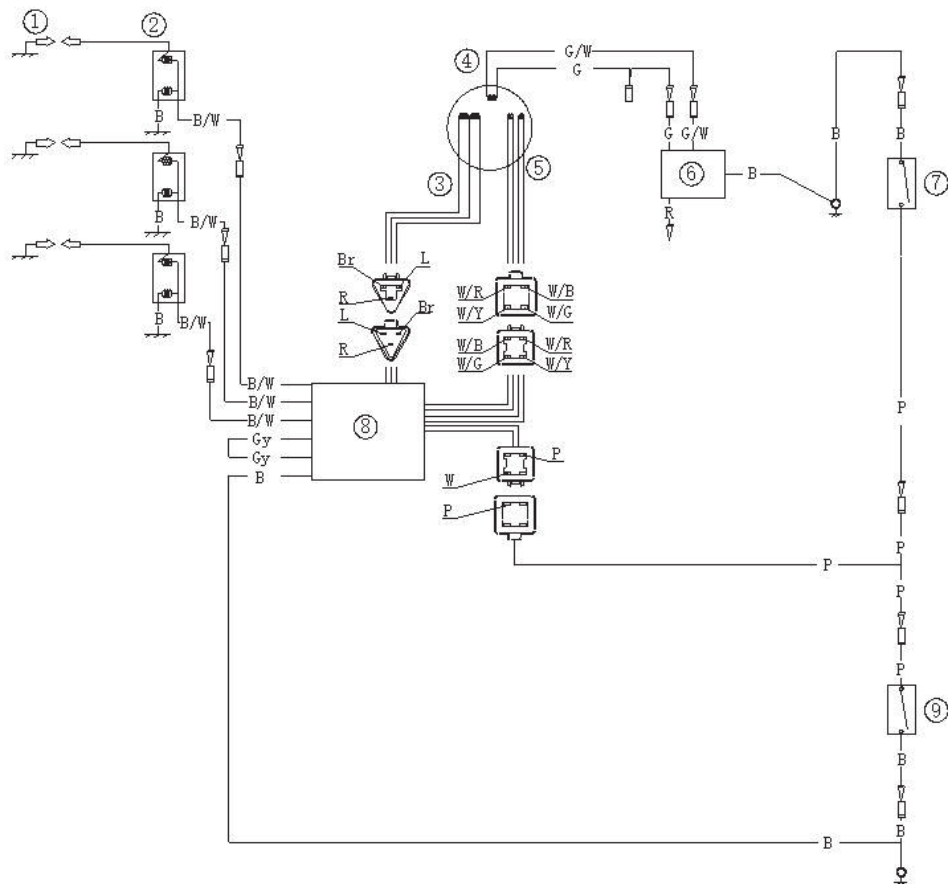 ① ②
④ G/W
G
B B/W
③ ⑤ G G/W B B
⑥ B ⑦
B B/W R
Br L
R W/R W/B
W/Y W/G
L Br
B B/W R W/B W/R
W/G W/Y
B/W
B/W P
B/W ⑧
Gy
Gy P
B W
P
P
P P
P
⑨
B
B B